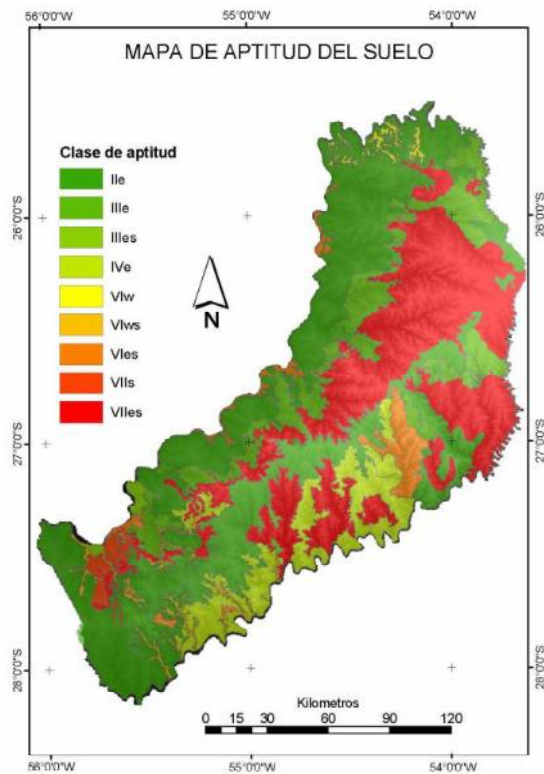 56°0'0"W 55°0'0"W 54°0'0"W
MAPA DE APTITUD DEL SUELO
Clase de aptitud
IIe
IIIe
IIIes
IVe
VIw
VIws
VIes
VIIs
VIIes
N
26°0'0"S 26°0'0"S
27°0'0"S 27°0'0"S
28°0'0"S 28°0'0"S
Kilometros
0 15 30 60 90 120
56°0'0"W 55°0'0"W 54°0'0"W